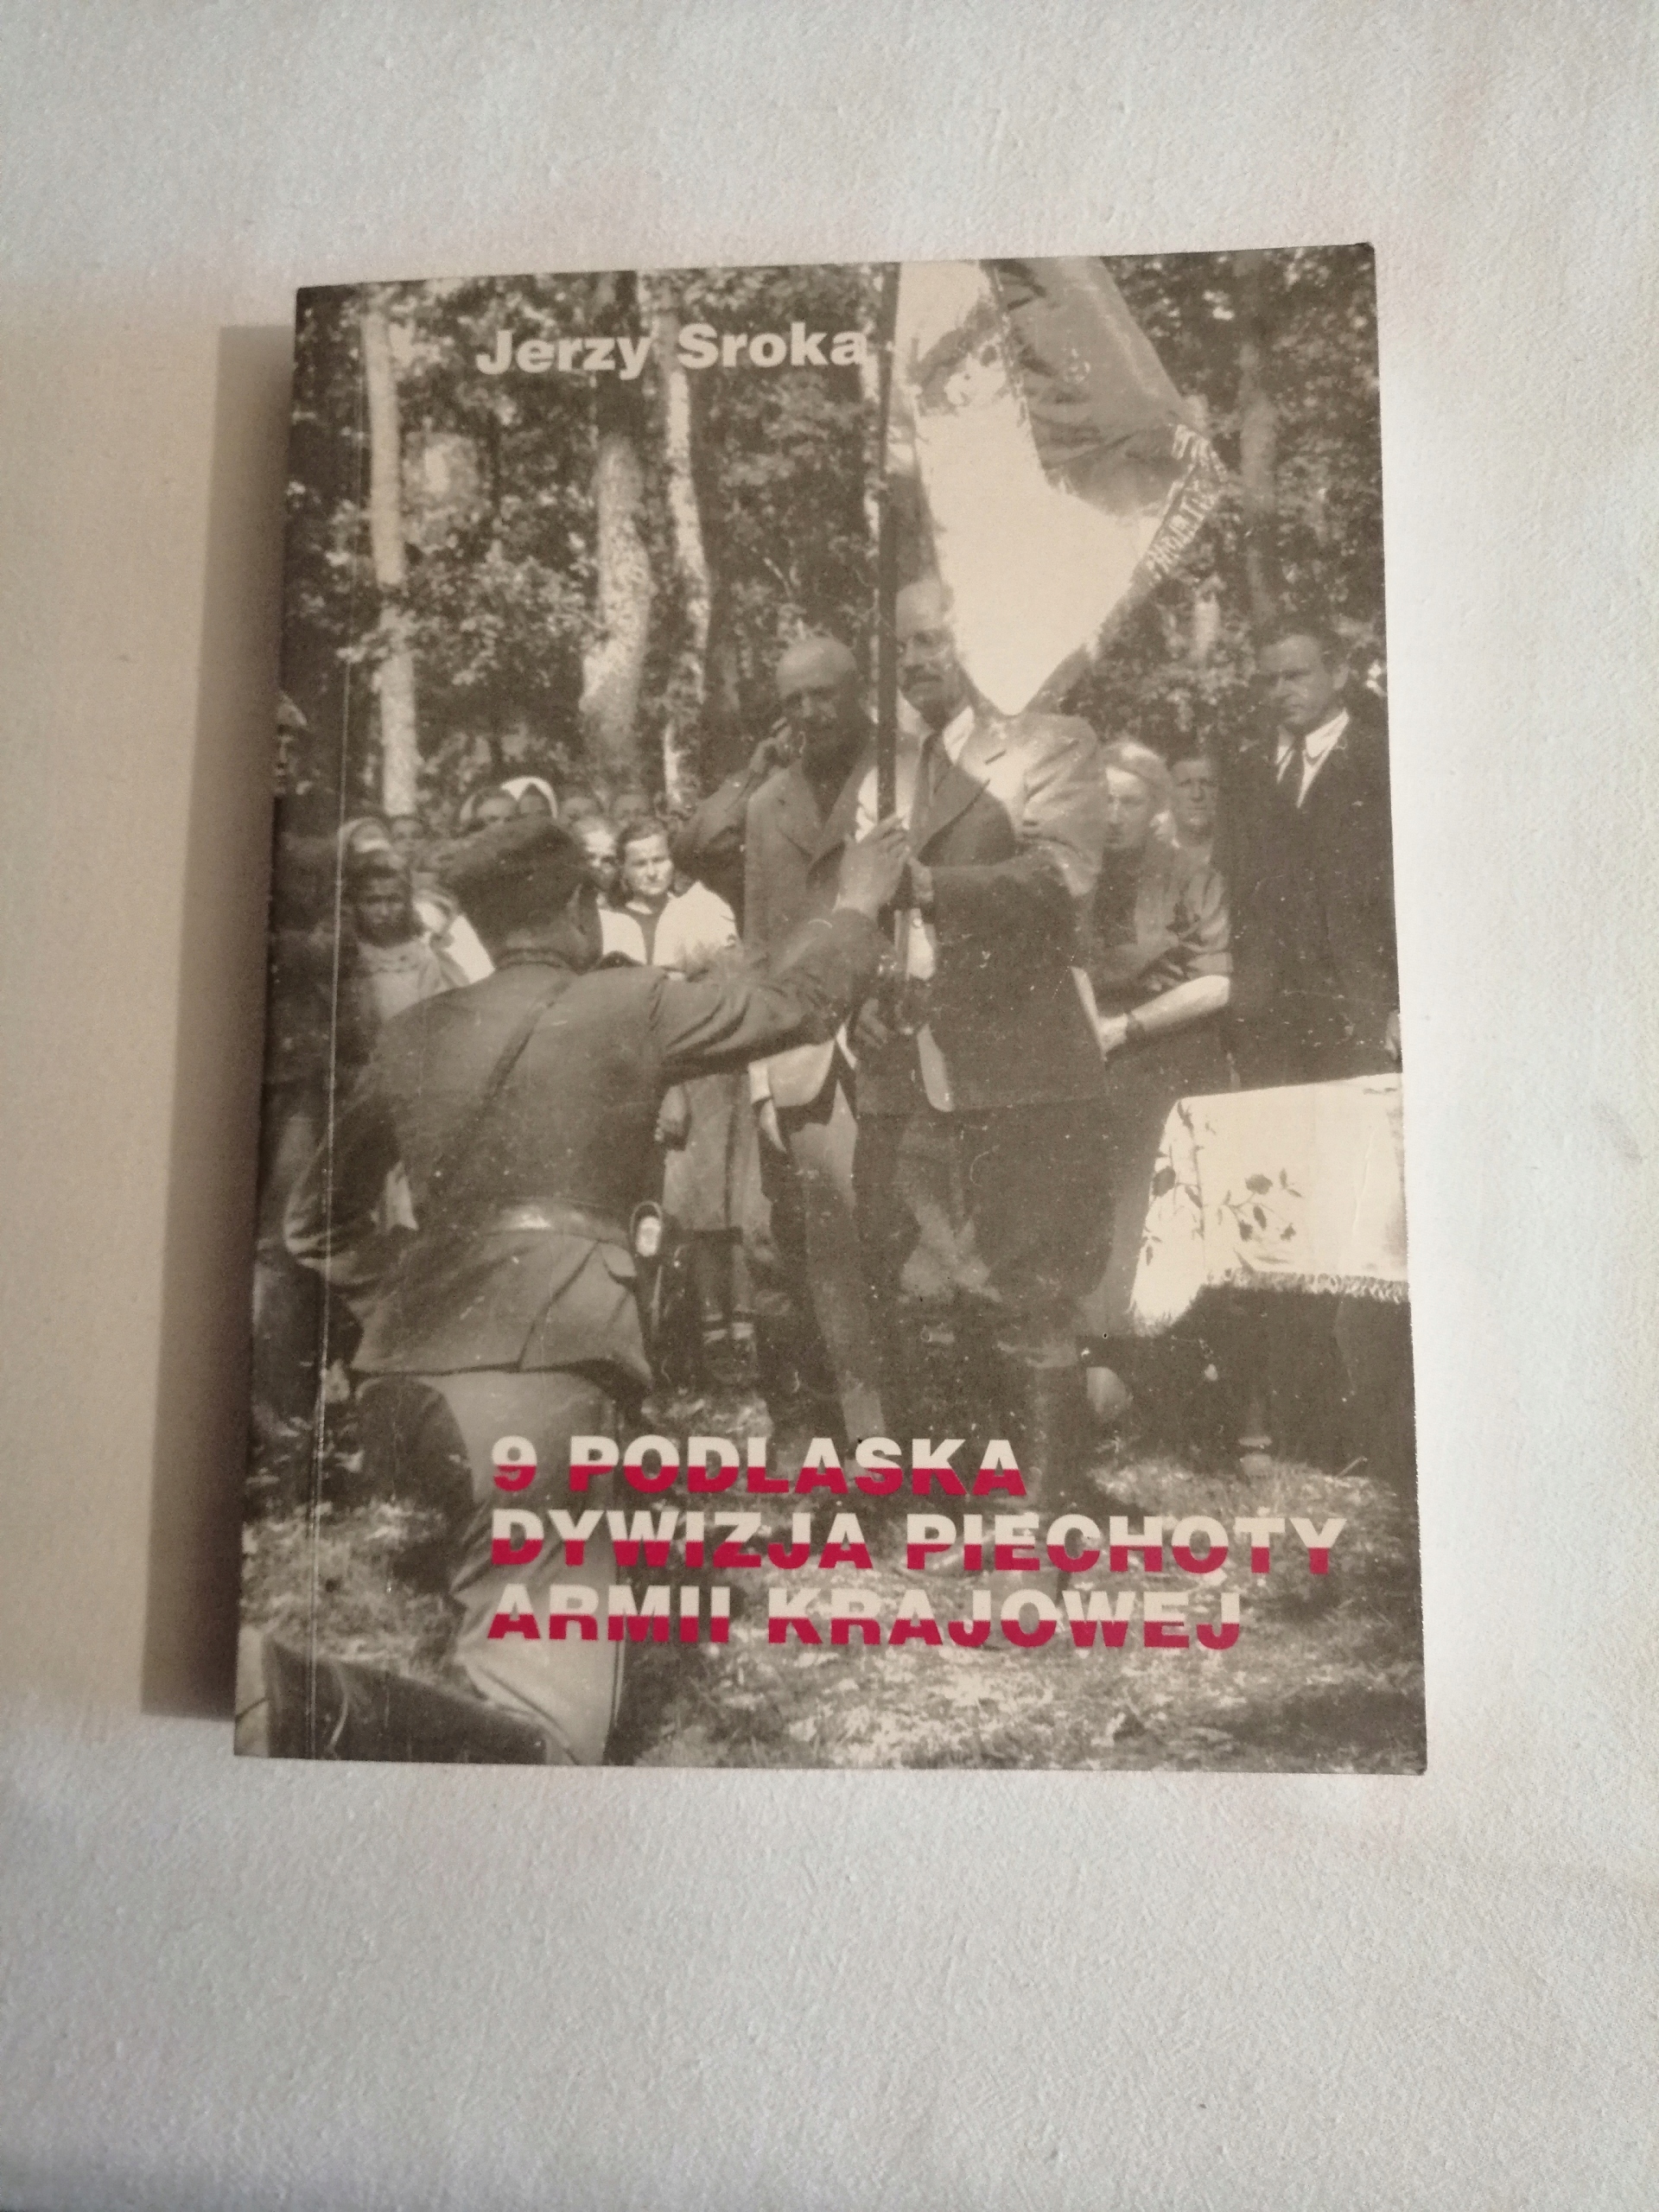 Jerzy Sroka
9 PODLASKA
DYWIZJA PIECHOTY
ARMII KRAJOWEJ